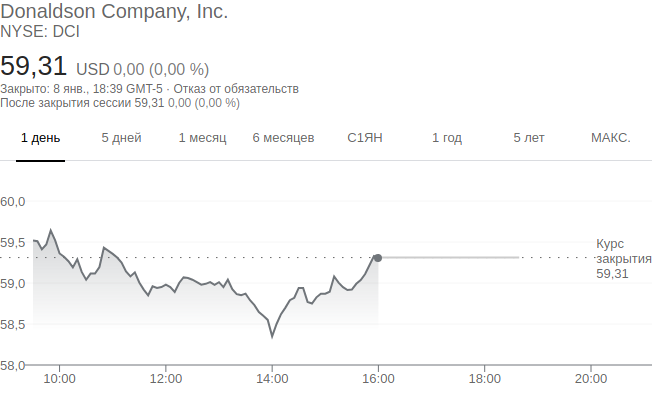 Donaldson Company, Inc.
NYSE: DCI
59,31 USD 0,00 (0,00 %)
Закрыто: 8 янв., 18:39 GMT-5 · Отказ от обязательств
После закрытия сессии 59,31 0,00 (0,00 %)
1 день 5 дней 1 месяц 6 месяцев С1ЯН 1 год 5 лет МАКС.
60,0
59,5
Курс
закрытия
59,31
59,0
58,5
58,0
10:00 12:00 14:00 16:00 18:00 20:00